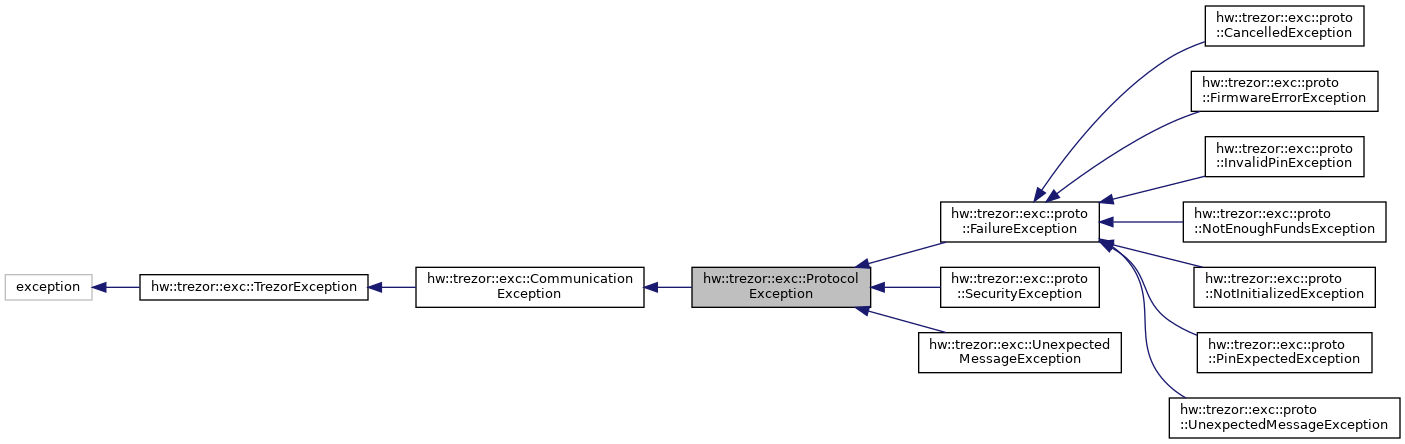 hw::trezor::exc::proto
::CancelledException
hw::trezor::exc::proto
::FirmwareErrorException
hw::trezor::exc::proto
::InvalidPinException
hw::trezor::exc::proto
::FailureException
hw::trezor::exc::proto
::NotEnoughFundsException
exception
hw::trezor::exc::TrezorException
hw::trezor::exc::Communication
Exception
hw::trezor::exc::Protocol
Exception
hw::trezor::exc::proto
::SecurityException
hw::trezor::exc::proto
::NotInitializedException
hw::trezor::exc::Unexpected
MessageException
hw::trezor::exc::proto
::PinExpectedException
hw::trezor::exc::proto
::UnexpectedMessageException